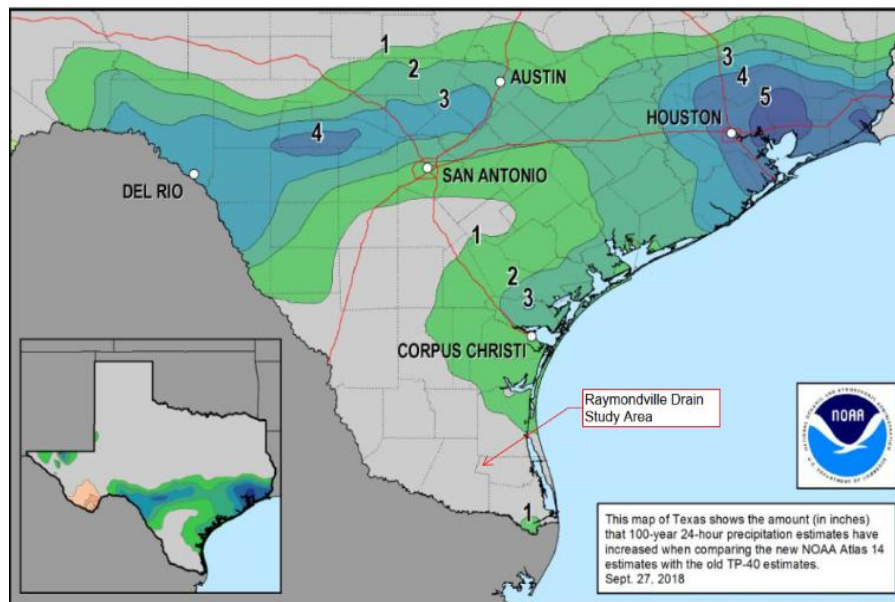 1
2
3
AUSTIN
3
4
5
HOUSTON
4
DEL RIO
SAN ANTONIO
1
2
3
CORPUS CHRISTI
Raymondville Drain
Study Area
NOAA
1
This map of Texas shows the amount (in inches)
that 100-year 24-hour precipitation estimates have
increased when comparing the new NOAA Atlas 14
estimates with the old TP-40 estimates.
Sept. 27, 2018